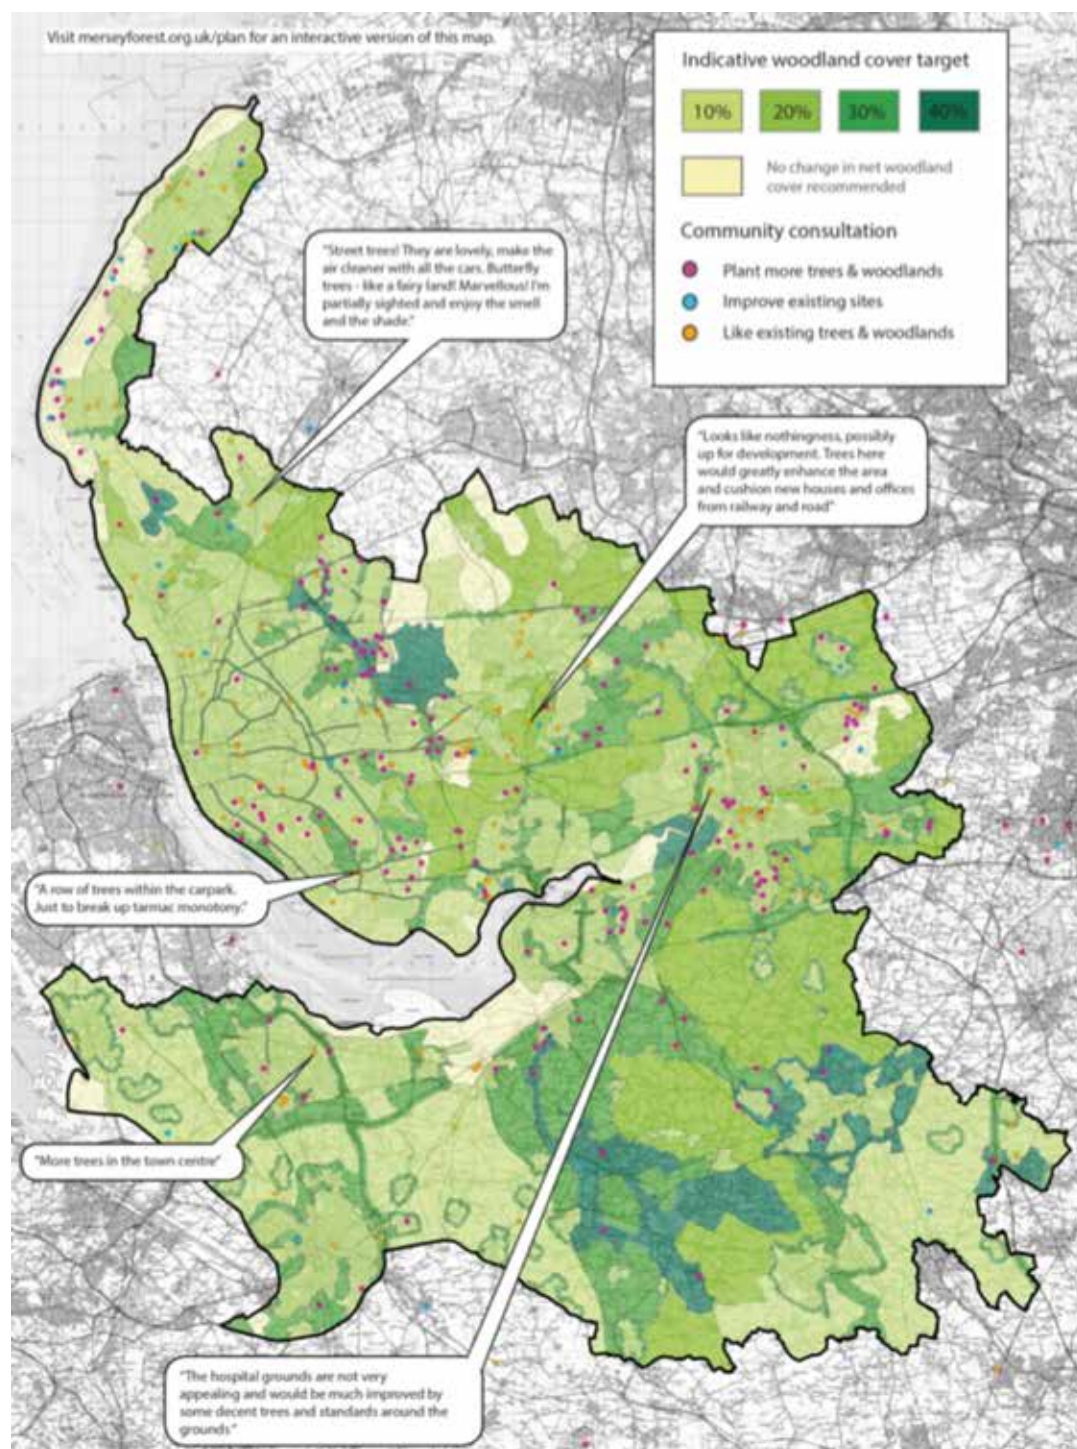 Visit merseyforest.org.uk/plan for an interactive version of this map.
Indicative woodland cover target
10%
20%
30%
40%
No change in net woodland
cover recommended
Community consultation
Plant more trees & woodlands
Improve existing sites
Like existing trees & woodlands
"Street trees! They are lovely, make the
air cleaner with all the cars. Butterfly
trees - like a fairy land! Marvellous! I'm
partially sighted and enjoy the smell
and the shade."
"Looks like nothingness, possibly
up for development. Trees here
would greatly enhance the area
and cushion new houses and offices
from railway and road"
"A row of trees within the carpark.
Just to break up tarmac monotony."
"More trees in the town centre"
"The hospital grounds are not very
appealing and would be much improved by
some decent trees and standards around the
grounds"